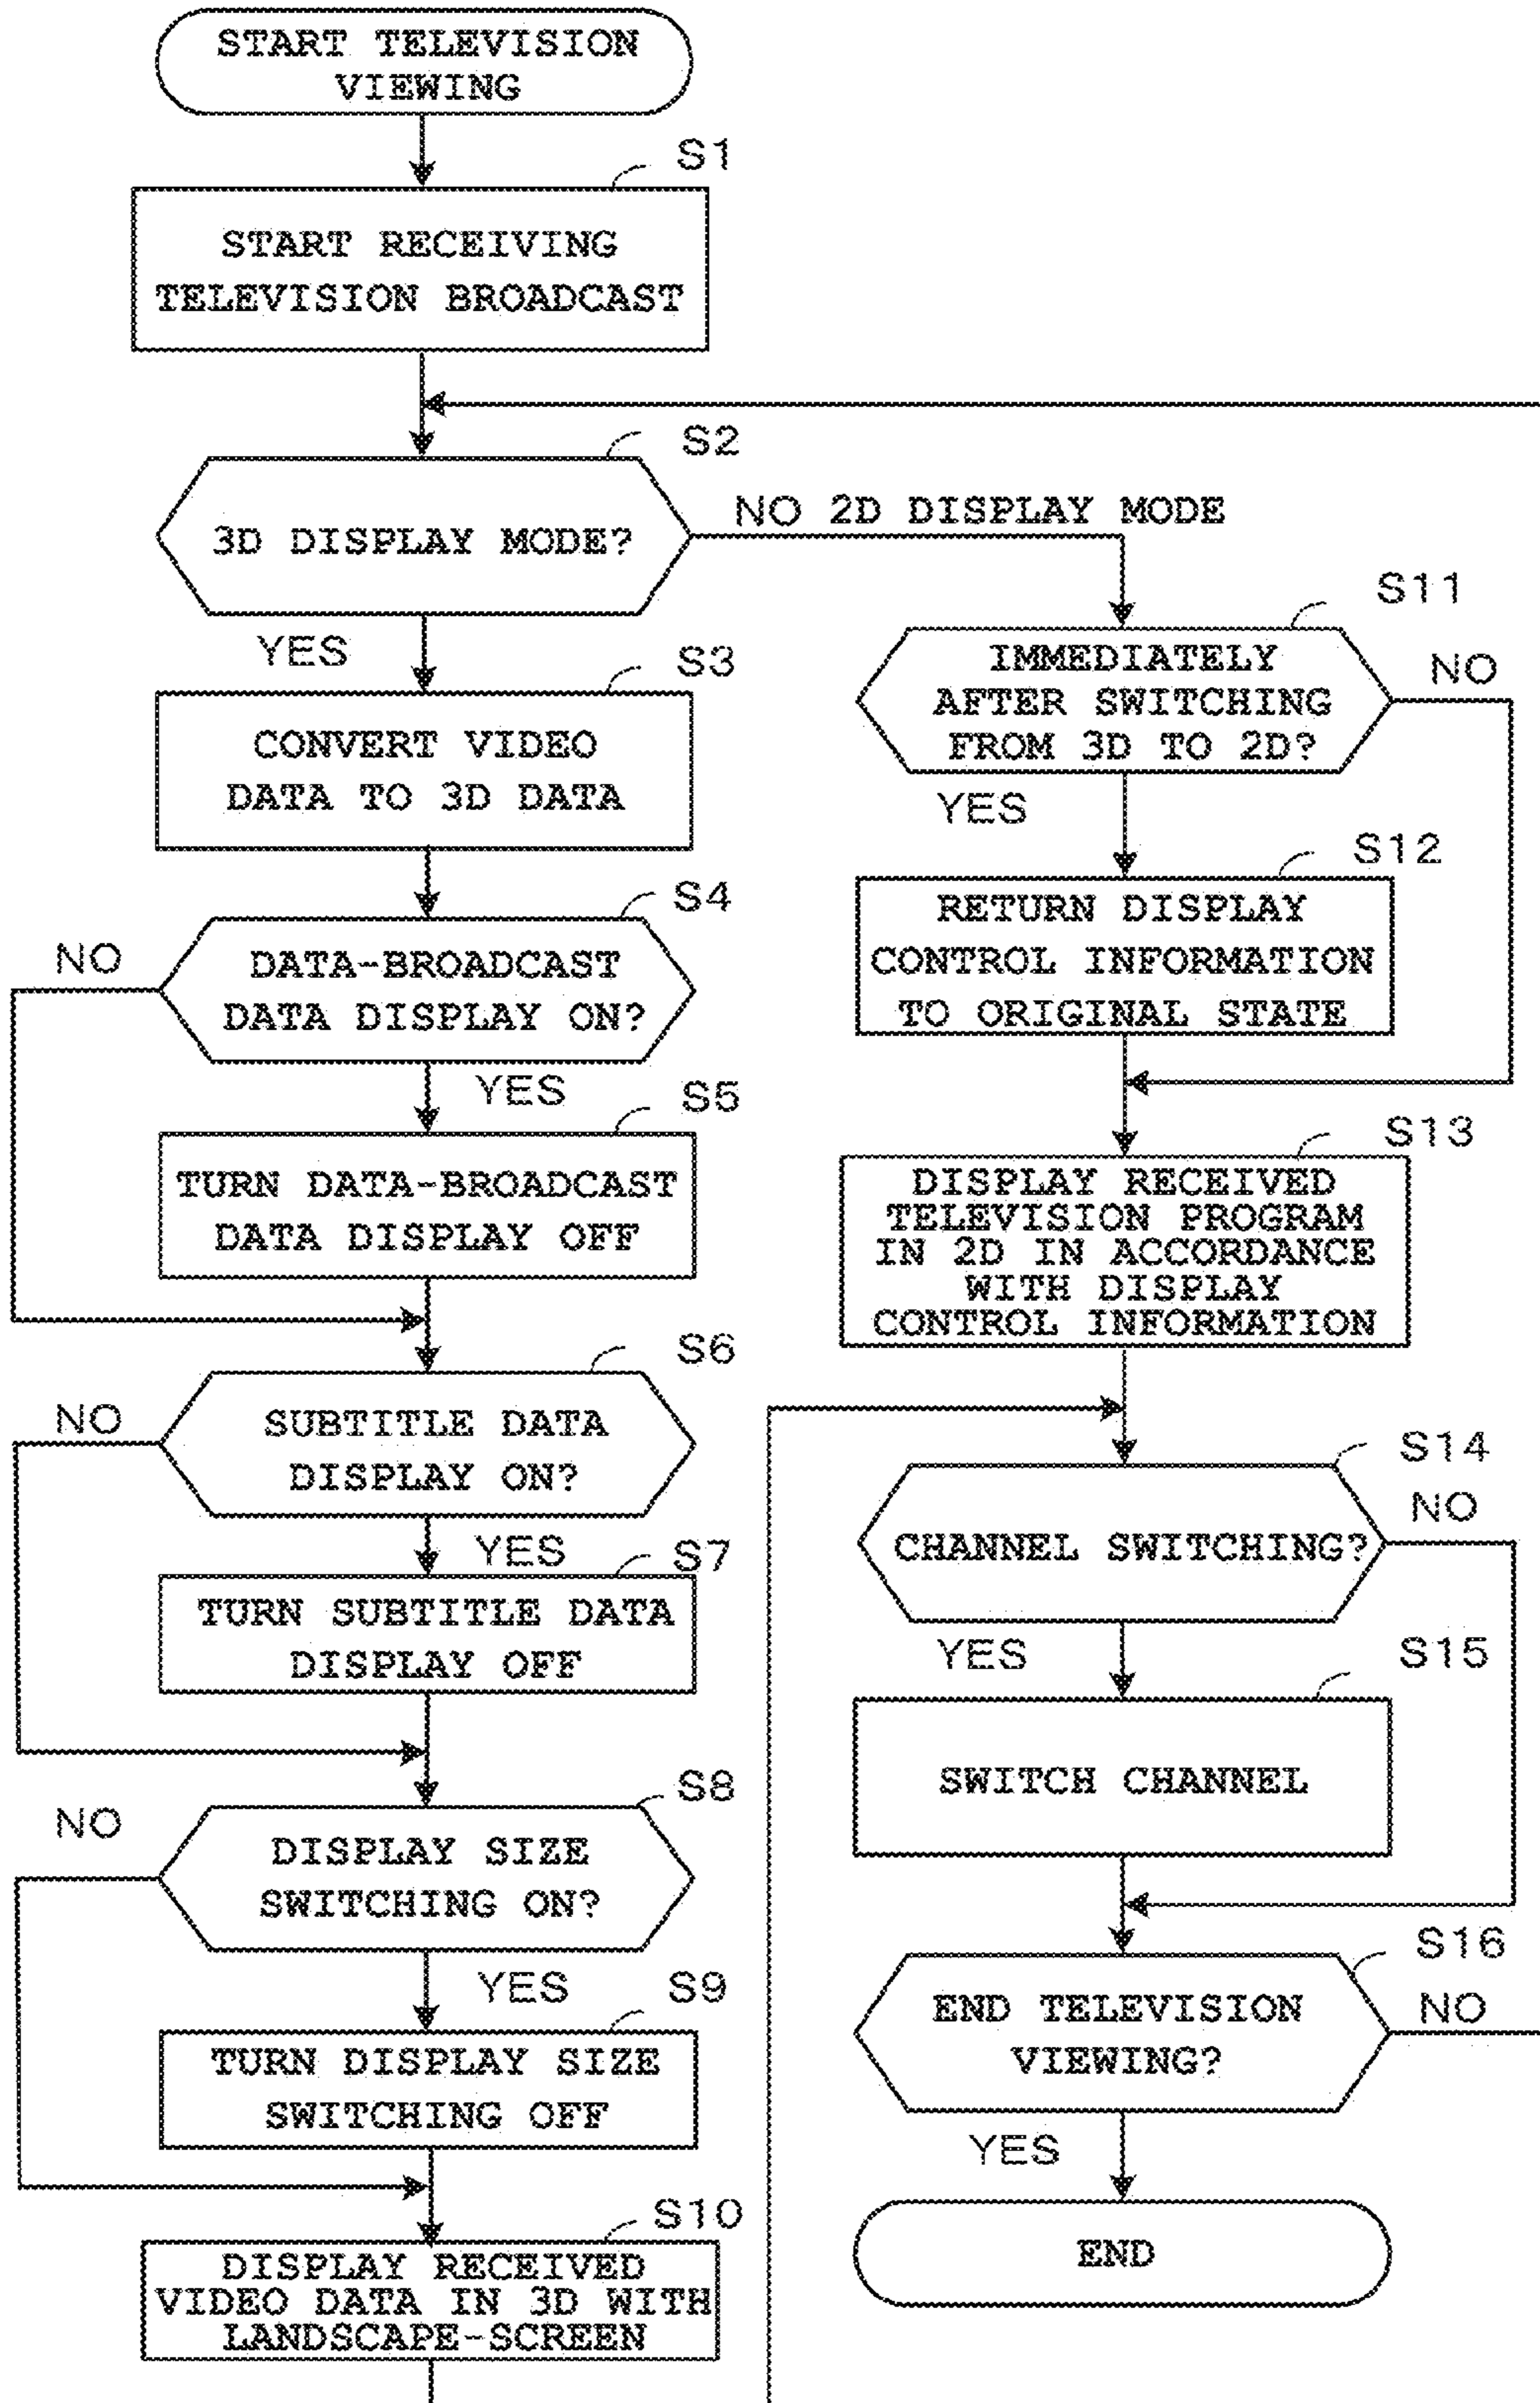 START TELEVISION
VIEWING
S1
START RECEIVING
TELEVISION BROADCAST
S2
3D DISPLAY MODE?
NO 2D DISPLAY MODE
YES
S3
CONVERT VIDEO
DATA TO 3D DATA
S4
NO
DATA-BROADCAST
DATA DISPLAY ON?
YES
S5
TURN DATA-BROADCAST
DATA DISPLAY OFF
S6
NO
SUBTITLE DATA
DISPLAY ON?
YES
S7
TURN SUBTITLE DATA
DISPLAY OFF
S8
NO
DISPLAY SIZE
SWITCHING ON?
YES
S9
TURN DISPLAY SIZE
SWITCHING OFF
S10
DISPLAY RECEIVED
VIDEO DATA IN 3D WITH
LANDSCAPE-SCREEN
S11
IMMEDIATELY
AFTER SWITCHING
FROM 3D TO 2D?
NO
YES
S12
RETURN DISPLAY
CONTROL INFORMATION
TO ORIGINAL STATE
S13
DISPLAY RECEIVED
TELEVISION PROGRAM
IN 2D IN ACCORDANCE
WITH DISPLAY
CONTROL INFORMATION
S14
NO
CHANNEL SWITCHING?
YES
S15
SWITCH CHANNEL
S16
END TELEVISION
VIEWING?
NO
YES
END